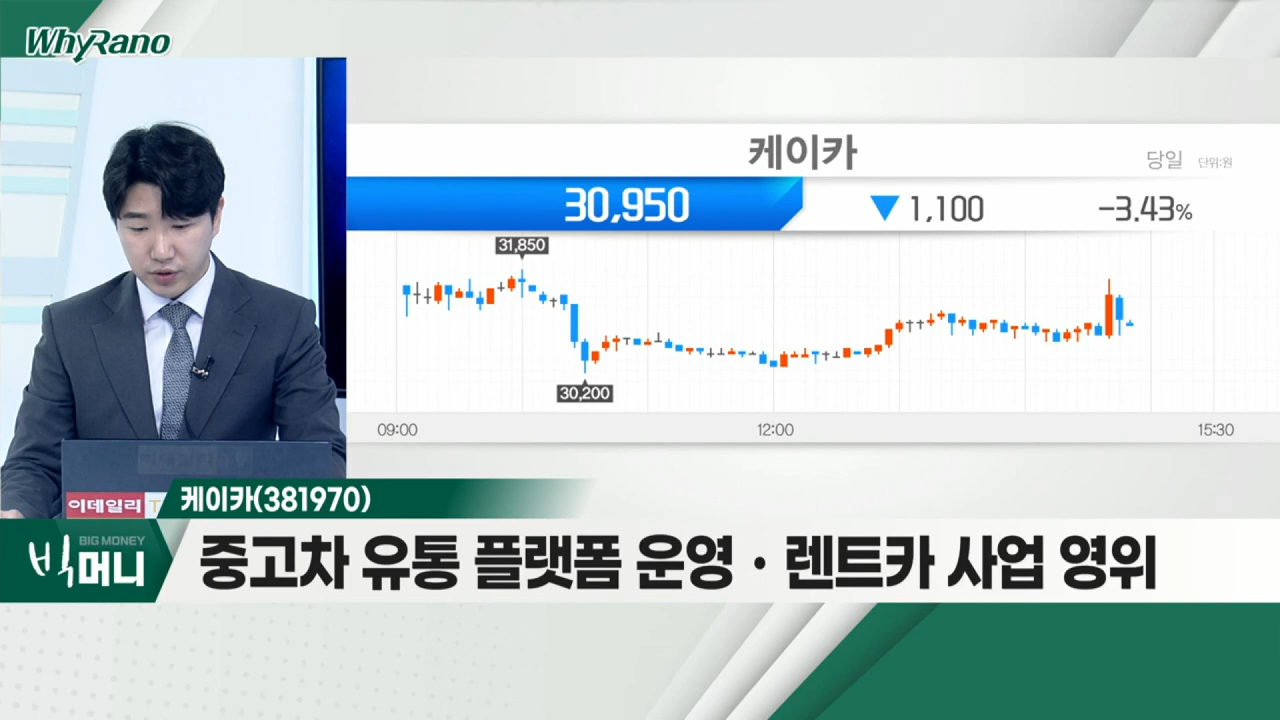 WhyRano
케이카
당일 단위:원
30,950 ▼ 1,100 -3.43%
31,850
30,200
09:00 12:00 15:30
이데일리 T
케이카(381970)
BIG MONEY
빅머니
중고차 유통 플랫폼 운영·렌트카 사업 영위